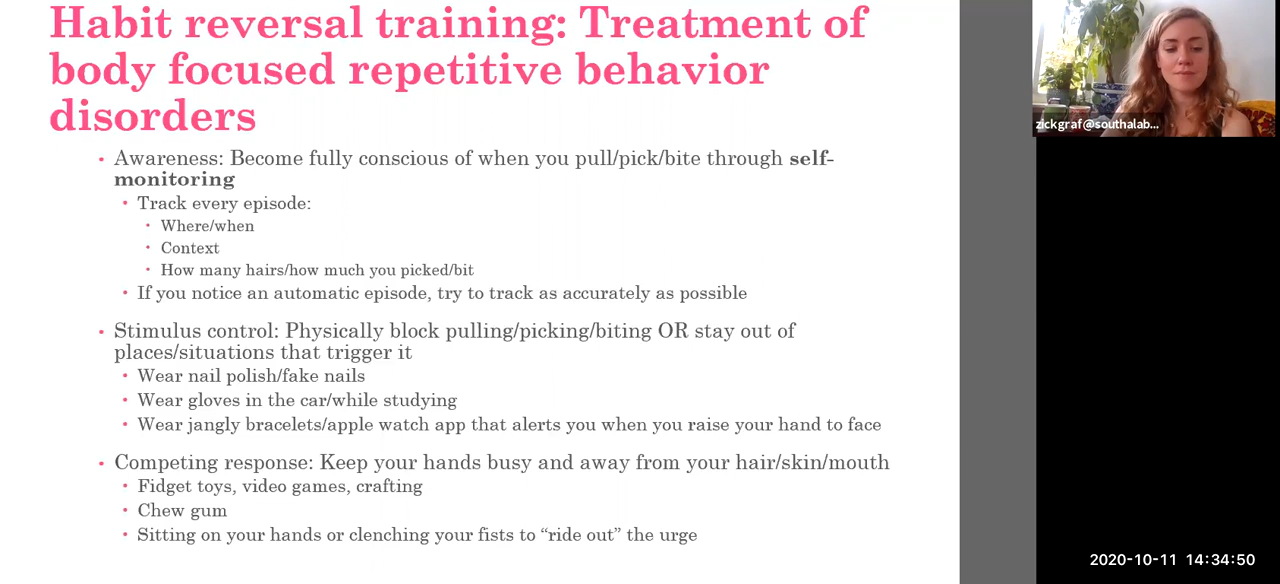 Habit reversal training: Treatment of
body focused repetitive behavior
disorders
• Awareness: Become fully conscious of when you pull/pick/bite through self-
monitoring
• Track every episode:
• Where/when
• Context
• How many hairs/how much you picked/bit
• If you notice an automatic episode, try to track as accurately as possible
• Stimulus control: Physically block pulling/picking/biting OR stay out of
places/situations that trigger it
• Wear nail polish/fake nails
• Wear gloves in the car/while studying
• Wear jangly bracelets/apple watch app that alerts you when you raise your hand to face
• Competing response: Keep your hands busy and away from your hair/skin/mouth
• Fidget toys, video games, crafting
• Chew gum
• Sitting on your hands or clenching your fists to “ride out” the urge
zickgraf@southalab...
2020-10-11 14:34:50